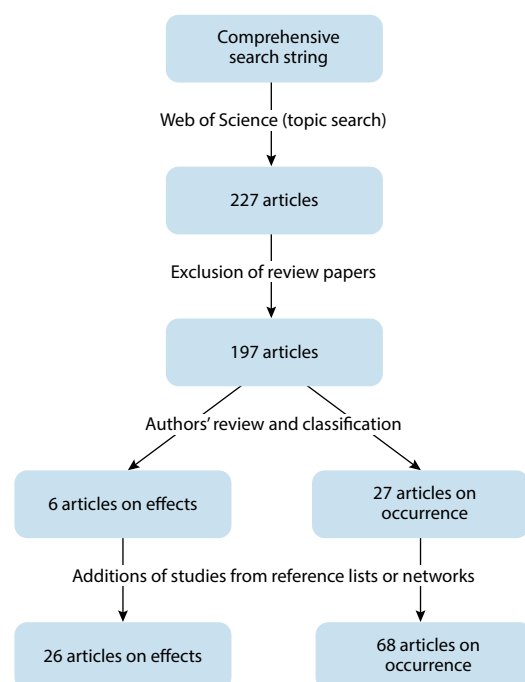 Comprehensive
search string
Web of Science (topic search)
227 articles
Exclusion of review papers
197 articles
Authors’ review and classification
6 articles on effects
27 articles on
occurrence
Additions of studies from reference lists or networks
26 articles on effects
68 articles on
occurrence